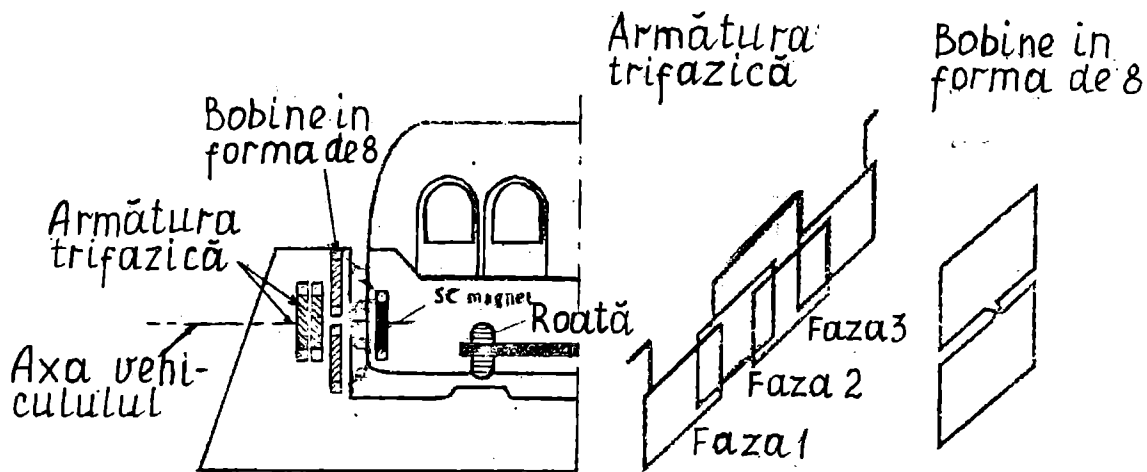 Bobine in
forma de 8
Armătura
trifazică
Axa vehi-
cululul
SC magnet
Roată
Armătura
trifazică
Faza 1
Faza 2
Faza 3
Bobine in
forma de 8